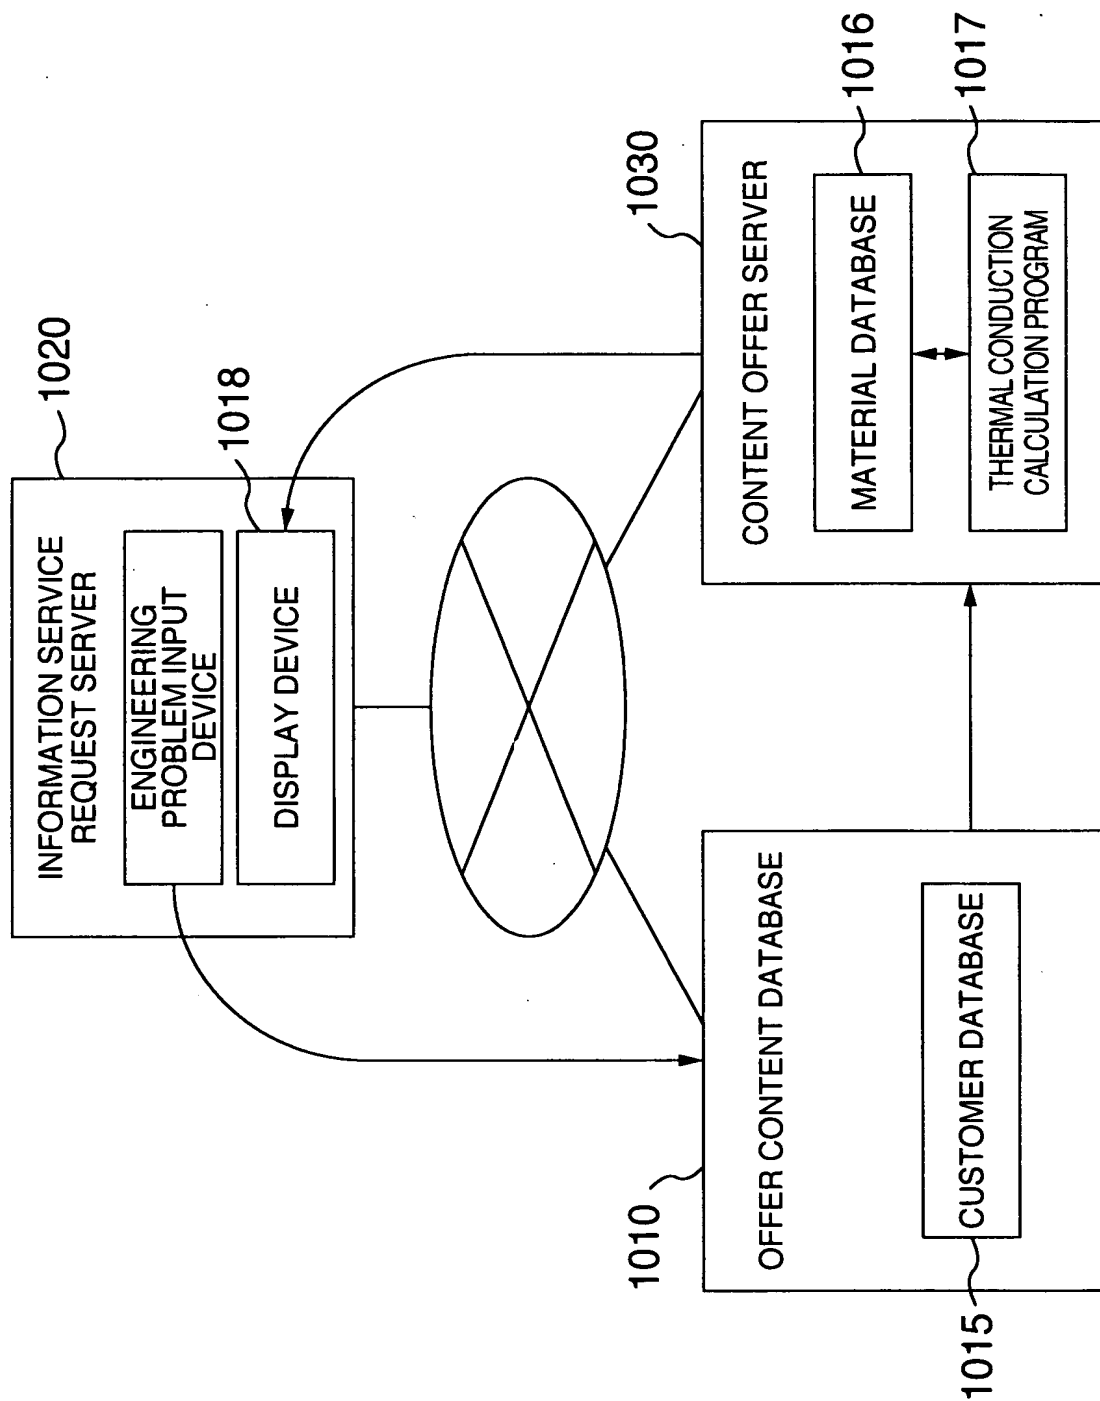 1020
INFORMATION SERVICE
REQUEST SERVER
ENGINEERING
PROBLEM INPUT
DEVICE
1018
DISPLAY DEVICE
1010
OFFER CONTENT DATABASE
CUSTOMER DATABASE
1015
1030
CONTENT OFFER SERVER
MATERIAL DATABASE
1016
THERMAL CONDUCTION
CALCULATION PROGRAM
1017